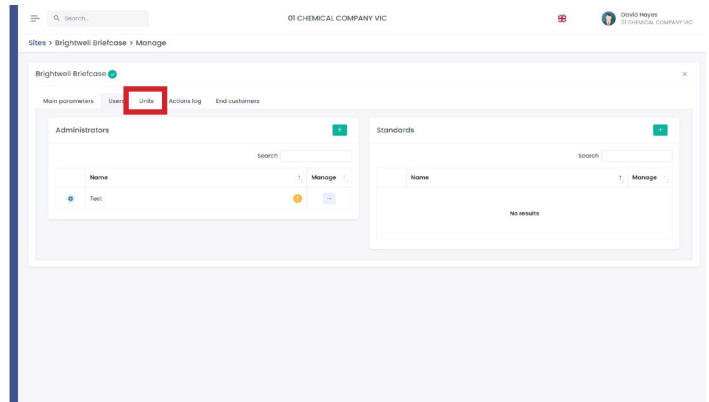 Search..
01 CHEMICAL COMPANY VIC
David Hayes
01 CHEMICAL COMPANY VIC
Sites > Brightwell Briefcase > Manage
Brightwell Briefcase
×
Main parameters Users Units Actions log End customers
Administrators +
Search
Name Manage
Test ! ...
Standards +
Search
Name Manage
No results